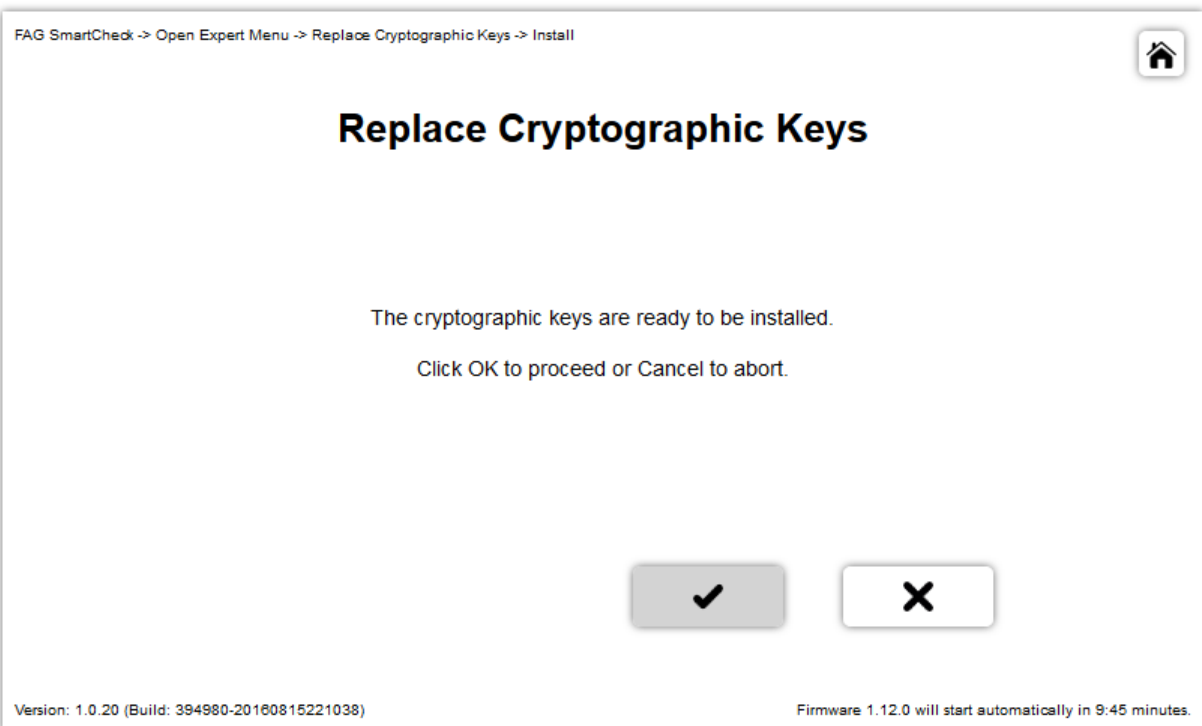 FAG SmartCheck -> Open Expert Menu -> Replace Cryptographic Keys -> Install
Replace Cryptographic Keys
The cryptographic keys are ready to be installed.
Click OK to proceed or Cancel to abort.
Version: 1.0.20 (Build: 394980-20160815221038)
Firmware 1.12.0 will start automatically in 9:45 minutes.